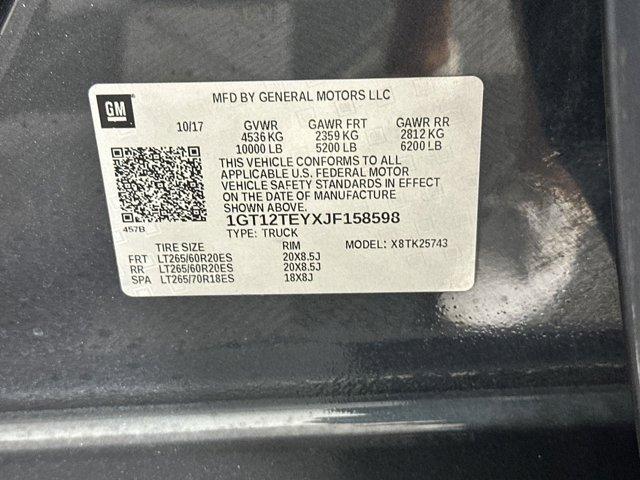 GM
MFD BY GENERAL MOTORS LLC
10/17 GVWR GAWR FRT GAWR RR
4536 KG 2359 KG 2812 KG
10000 LB 5200 LB 6200 LB
THIS VEHICLE CONFORMS TO ALL
APPLICABLE U.S. FEDERAL MOTOR
VEHICLE SAFETY STANDARDS IN EFFECT
ON THE DATE OF MANUFACTURE
SHOWN ABOVE.
1GT12TEYXJF158598
457B TYPE: TRUCK
TIRE SIZE RIM MODEL: X8TK25743
FRT LT265/60R20ES 20X8.5J
RR LT265/60R20ES 20X8.5J
SPA LT265/70R18ES 18X8J